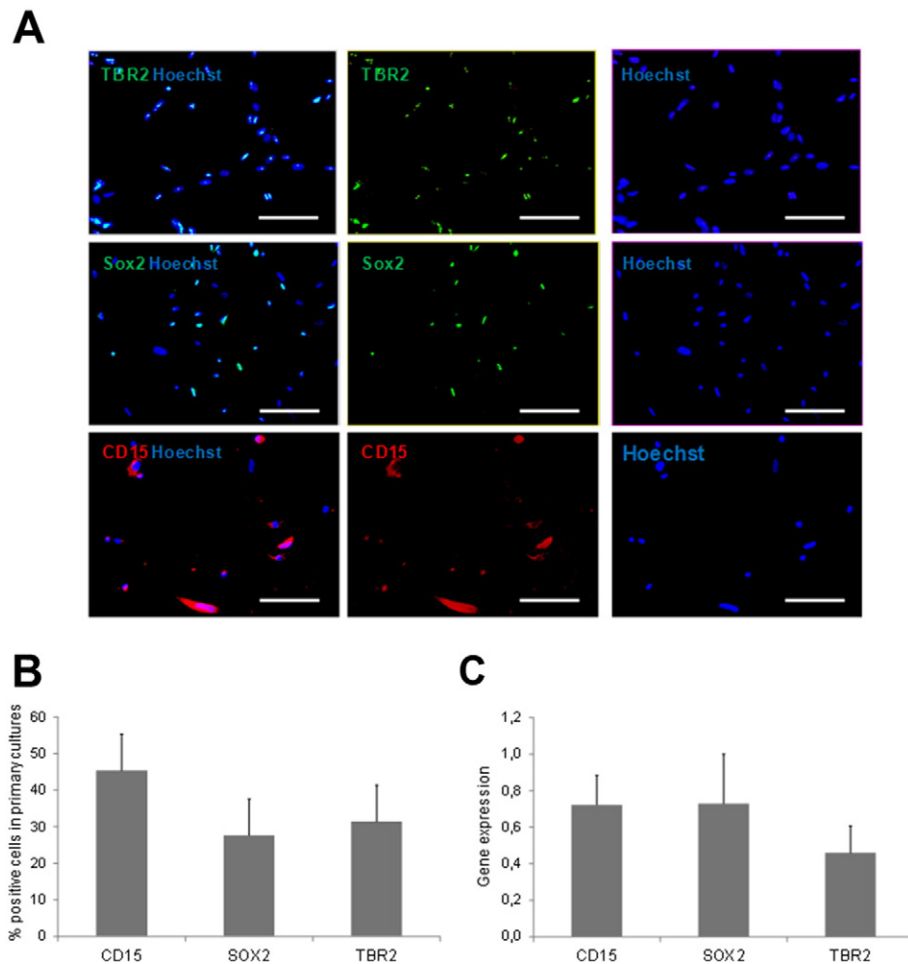 A
TBR2 Hoechst
TBR2
Hoechst
Sox2 Hoechst
Sox2
Hoechst
CD15 Hoechst
CD15
Hoechst
B
% positive cells in primary cultures
60
50
40
30
20
10
0
CD15
SOX2
TBR2
C
Gene expression
1,2
1,0
0,8
0,6
0,4
0,2
0,0
CD15
SOX2
TBR2